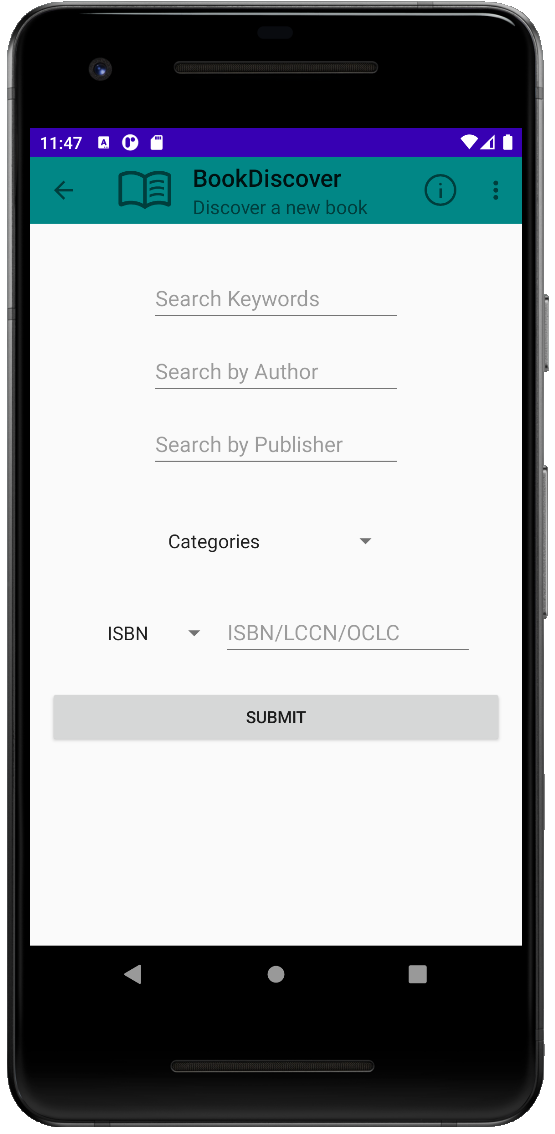 11:47
BookDiscover
Discover a new book
Search Keywords
Search by Author
Search by Publisher
Categories
ISBN ISBN/LCCN/OCLC
SUBMIT